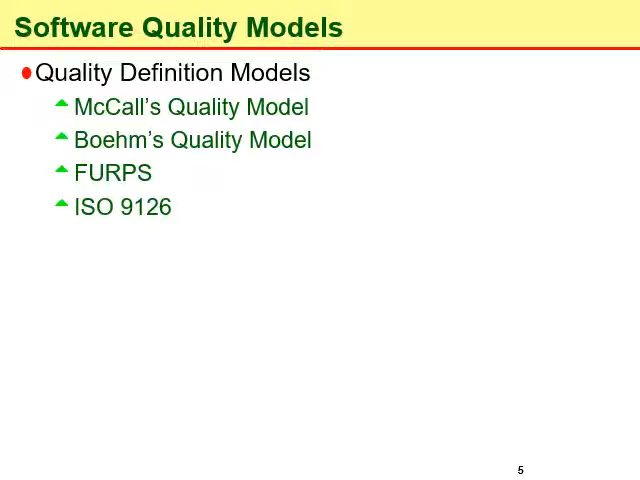 Software Quality Models
Quality Definition Models
McCall’s Quality Model
Boehm’s Quality Model
FURPS
ISO 9126
5